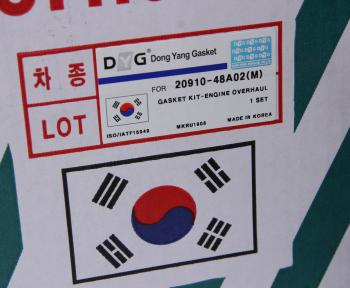 차 종
LOT
DYG® Dong Yang Gasket
FOR 20910-48A02(M)
GASKET KIT-ENGINE OVERHAUL
1 SET
ISO/IATF16949 MKRU1906 MADE IN KOREA